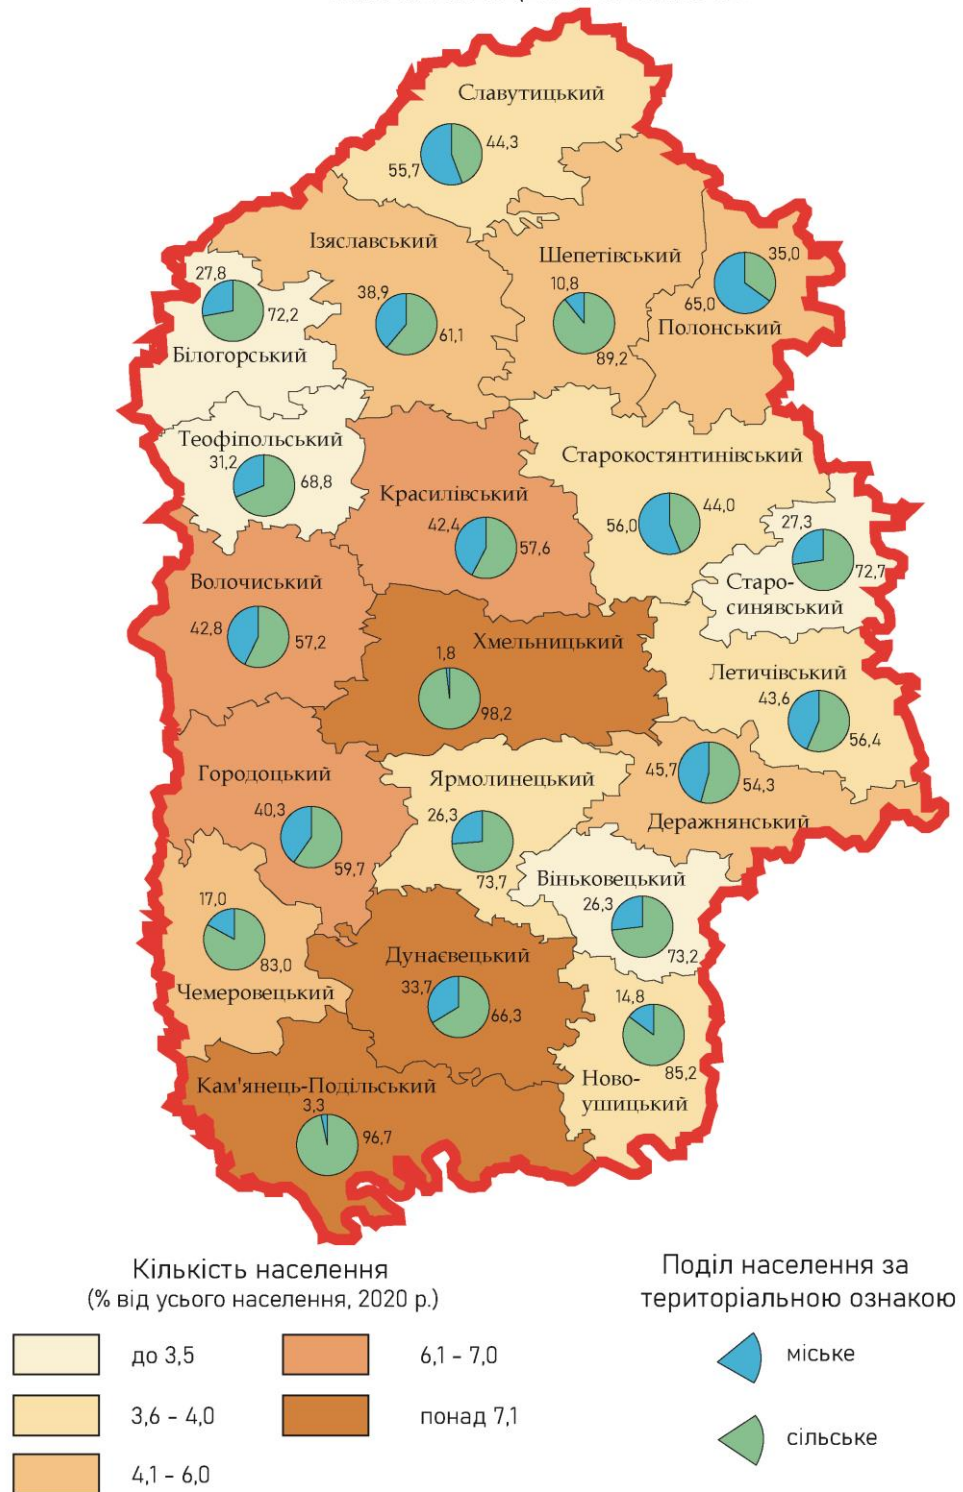 Славутицький
44,3
55,7
Ізяславський
38,9
61,1
Шепетівський
10,8
89,2
35,0
65,0
Полонський
27,8
72,2
Білогорський
Теофіпольський
31,2
68,8
Красилівський
42,4
57,6
Старокостянтинівський
44,0
56,0
27,3
72,7
Старо-
синявський
Волочиський
42,8
57,2
Хмельницький
1,8
98,2
Летичівський
43,6
56,4
Городоцький
40,3
59,7
Ярмолинецький
26,3
73,7
45,7
54,3
Деражнянський
Віньковецький
26,3
73,2
17,0
83,0
Чемеровецький
Дунаєвецький
33,7
66,3
14,8
85,2
Ново-
ушицький
Кам'янець-Подільський
3,3
96,7
Кількість населення
(% від усього населення, 2020 р.)
до 3,5
3,6 – 4,0
4,1 – 6,0
6,1 – 7,0
понад 7,1
Поділ населення за
територіальною ознакою
міське
сільське